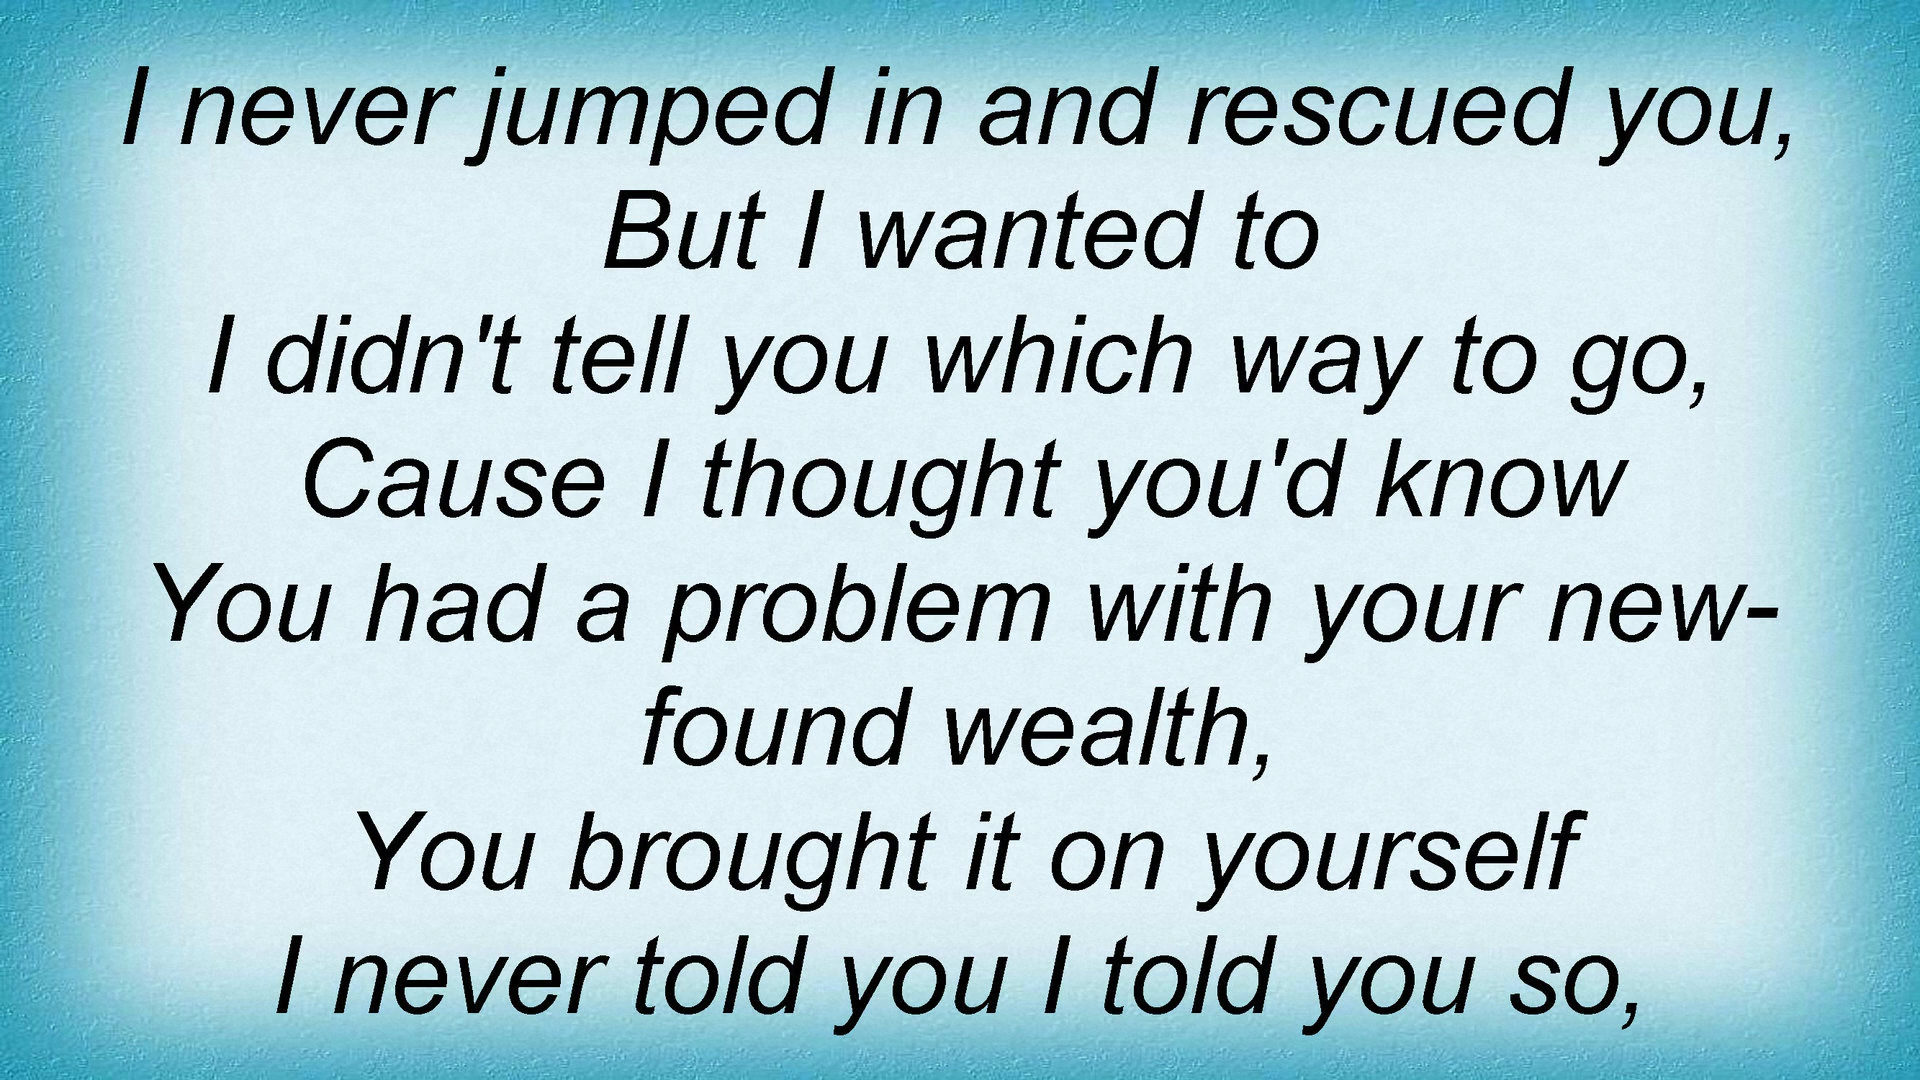 I never jumped in and rescued you,
But I wanted to
I didn't tell you which way to go,
Cause I thought you'd know
You had a problem with your new-
found wealth,
You brought it on yourself
I never told you I told you so,